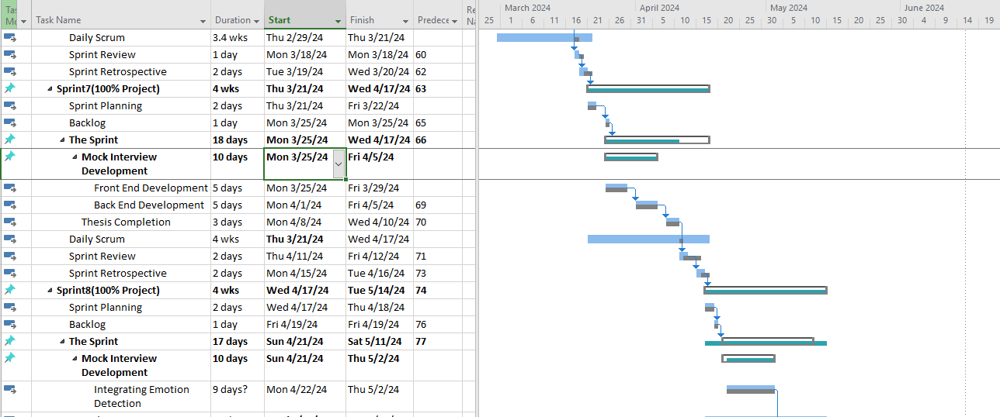 Tas Task Name Duration Start Finish Predece Re
Mo Na
March 2024 April 2024 May 2024 June 2024
25 1 6 11 16 21 26 31 5 10 15 20 25 30 5 10 15 20 25 30 4 9 14 19
Daily Scrum 3.4 wks Thu 2/29/24 Thu 3/21/24
Sprint Review 1 day Mon 3/18/24 Mon 3/18/24 60
Sprint Retrospective 2 days Tue 3/19/24 Wed 3/20/24 62
Sprint7(100% Project) 4 wks Thu 3/21/24 Wed 4/17/24 63
Sprint Planning 2 days Thu 3/21/24 Fri 3/22/24
Backlog 1 day Mon 3/25/24 Mon 3/25/24 65
The Sprint 18 days Mon 3/25/24 Wed 4/17/24 66
Mock Interview 10 days Mon 3/25/24 Fri 4/5/24
Development
Front End Development 5 days Mon 3/25/24 Fri 3/29/24
Back End Development 5 days Mon 4/1/24 Fri 4/5/24 69
Thesis Completion 3 days Mon 4/8/24 Wed 4/10/24 70
Daily Scrum 4 wks Thu 3/21/24 Wed 4/17/24
Sprint Review 2 days Thu 4/11/24 Fri 4/12/24 71
Sprint Retrospective 2 days Mon 4/15/24 Tue 4/16/24 73
Sprint8(100% Project) 4 wks Wed 4/17/24 Tue 5/14/24 74
Sprint Planning 2 days Wed 4/17/24 Thu 4/18/24
Backlog 1 day Fri 4/19/24 Fri 4/19/24 76
The Sprint 17 days Sun 4/21/24 Sat 5/11/24 77
Mock Interview 10 days Sun 4/21/24 Thu 5/2/24
Development
Integrating Emotion 9 days? Mon 4/22/24 Thu 5/2/24
Detection